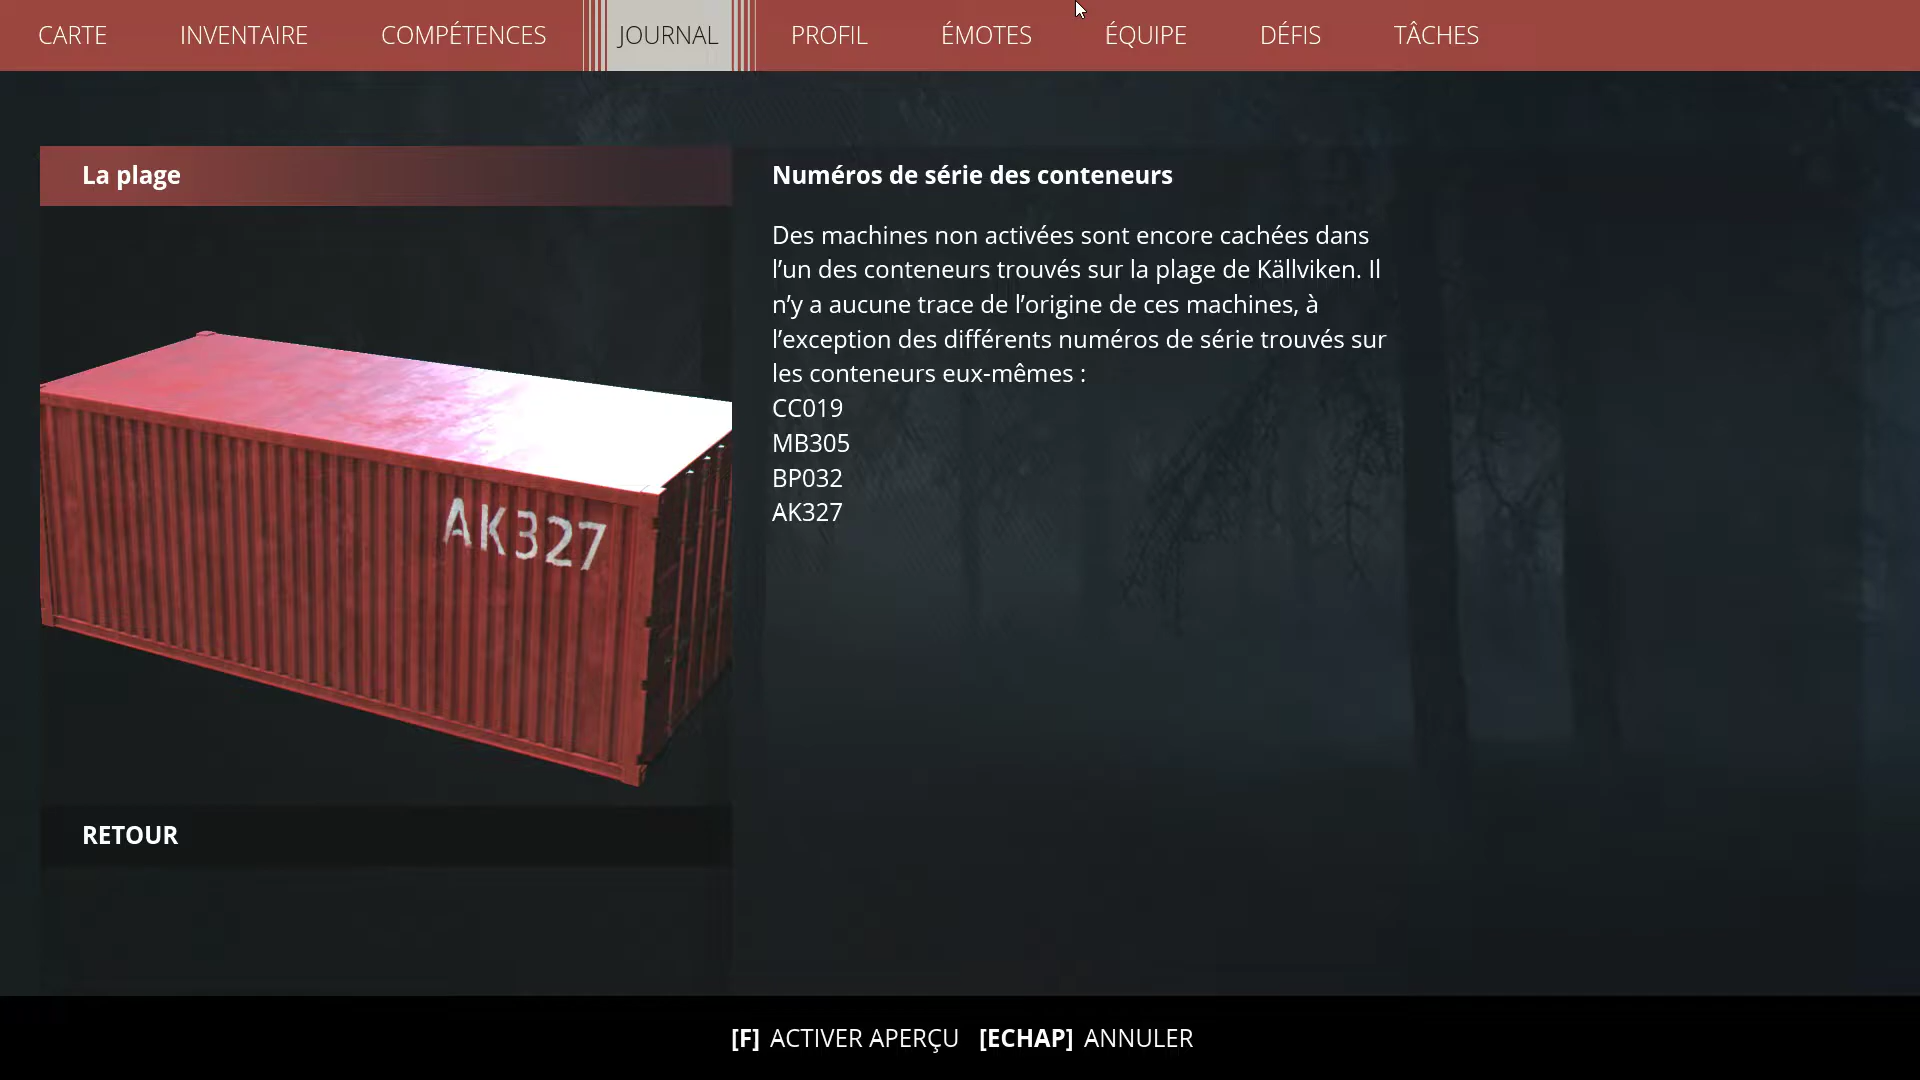 CARTE INVENTAIRE COMPÉTENCES JOURNAL PROFIL ÉMOTES ÉQUIPE DÉFIS TÂCHES
La plage
AK327
RETOUR
Numéros de série des conteneurs
Des machines non activées sont encore cachées dans
l’un des conteneurs trouvés sur la plage de Källviken. Il
n’y a aucune trace de l’origine de ces machines, à
l’exception des différents numéros de série trouvés sur
les conteneurs eux-mêmes :
CC019
MB305
BP032
AK327
[F] ACTIVER APERÇU [ECHAP] ANNULER